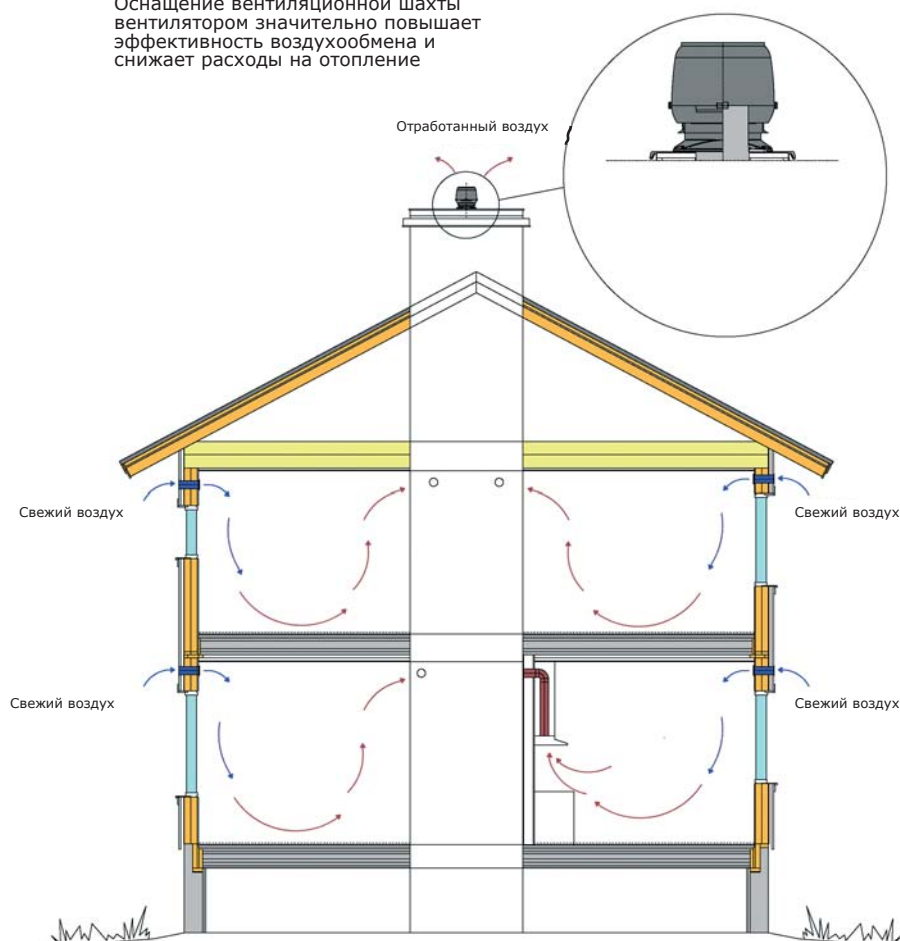 Оснащение вентиляционной шахты
вентилятором значительно повышает
эффективность воздухообмена и
снижает расходы на отопление
Отработанный воздух
Свежий воздух
Свежий воздух
Свежий воздух
Свежий воздух